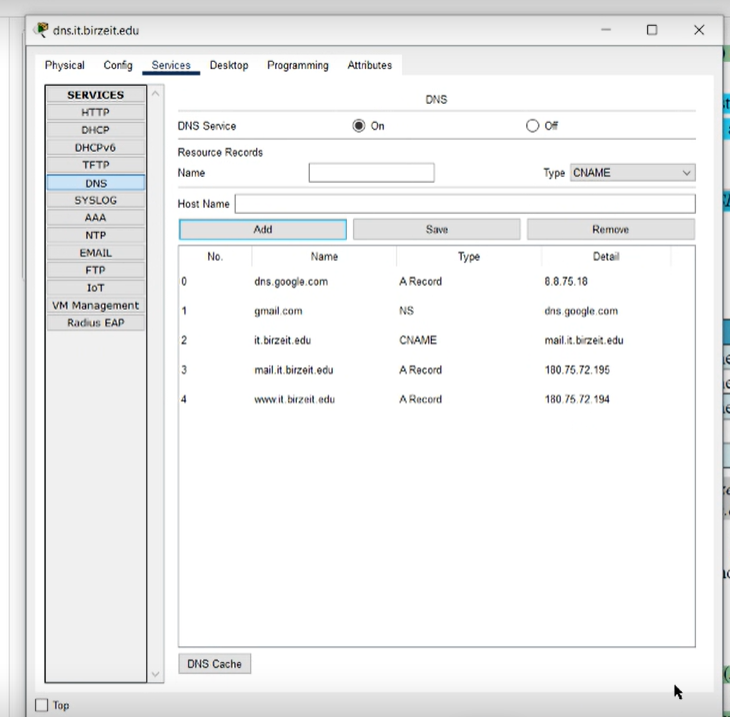 dns.it.birzeit.edu
Physical Config Services Desktop Programming Attributes
SERVICES
HTTP
DHCP
DHCPv6
TFTP
DNS
SYSLOG
AAA
NTP
EMAIL
FTP
IoT
VM Management
Radius EAP
DNS
DNS Service On Off
Resource Records
Name Type CNAME
Host Name
Add Save Remove
No. Name Type Detail
0 dns.google.com A Record 8.8.75.18
1 gmail.com NS dns.google.com
2 it.birzeit.edu CNAME mail.it.birzeit.edu
3 mail.it.birzeit.edu A Record 180.75.72.195
4 www.it.birzeit.edu A Record 180.75.72.194
DNS Cache
Top